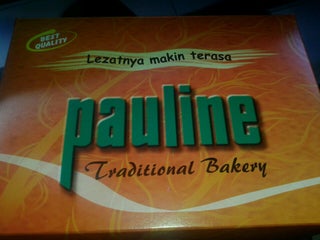 BEST
QUALITY
Lezatnya makin terasa
pauline
Traditional Bakery